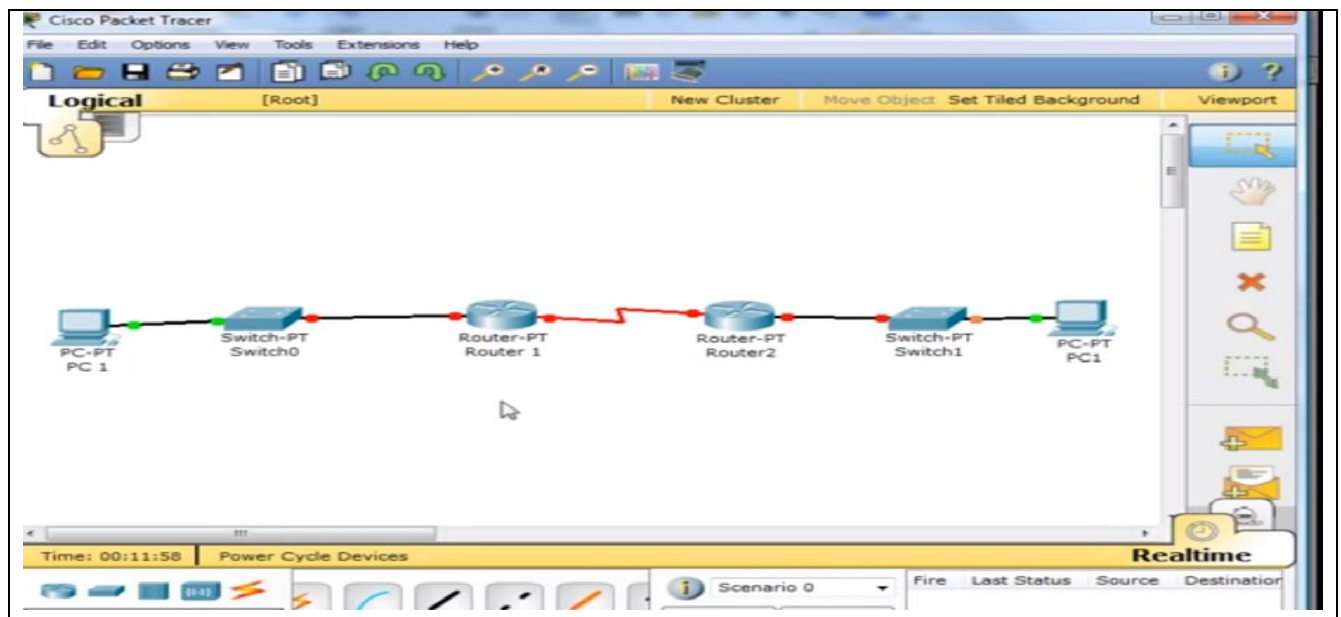 Cisco Packet Tracer
File Edit Options View Tools Extensions Help
Logical [Root] New Cluster Move Object Set Tiled Background Viewport
PC-PT
PC 1
Switch-PT
Switch0
Router-PT
Router 1
Router-PT
Router2
Switch-PT
Switch1
PC-PT
PC1
Time: 00:11:58 Power Cycle Devices Realtime
Scenario 0 Fire Last Status Source Destination